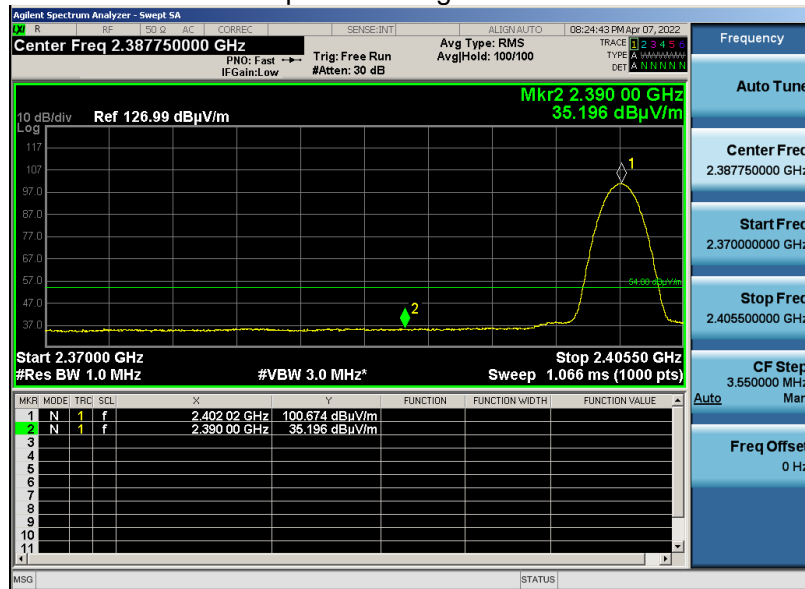 Agilent Spectrum Analyzer - Swept SA
LXI R RF 50 Ω AC CORREC SENSE:INT ALIGN AUTO 08:24:43 PM Apr 07, 2022
Center Freq 2.387750000 GHz Avg Type: RMS TRACE 1 2 3 4 5 6
PNO: Fast Trig: Free Run Avg|Hold: 100/100 TYPE A WWWWW
IFGain:Low #Atten: 30 dB DET A N N N N N
Mkr2 2.390 00 GHz
10 dB/div Ref 126.99 dBµV/m 35.196 dBµV/m
Log
117
107
97.0
87.0
77.0
67.0
57.0
47.0
37.0
1
54.00 dBµV/m
2
Start 2.37000 GHz Stop 2.40550 GHz
#Res BW 1.0 MHz #VBW 3.0 MHz* Sweep 1.066 ms (1000 pts)
MKR MODE TRC SCL X Y FUNCTION FUNCTION WIDTH FUNCTION VALUE
1 N 1 f 2.402 02 GHz 100.674 dBµV/m
2 N 1 f 2.390 00 GHz 35.196 dBµV/m
3
4
5
6
7
8
9
10
11
MSG STATUS
Frequency
Auto Tune
Center Freq
2.387750000 GHz
Start Freq
2.370000000 GHz
Stop Freq
2.405500000 GHz
CF Step
3.550000 MHz
Auto Man
Freq Offset
0 Hz